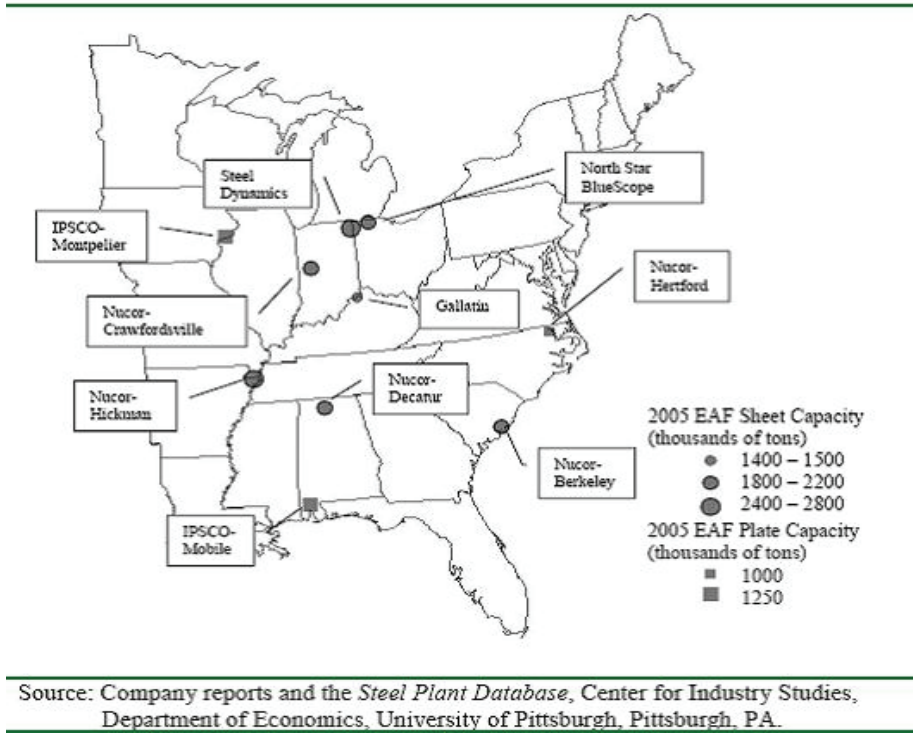 Steel
Dynamics
North Star
BlueScope
IPSCO-
Montpelier
Nucor-
Hertford
Nucor-
Crawfordsville
Gallatin
Nucor-
Hickman
Nucor-
Decatur
Nucor-
Berkeley
IPSCO-
Mobile
2005 EAF Sheet Capacity
(thousands of tons)
1400 – 1500
1800 – 2200
2400 – 2800
2005 EAF Plate Capacity
(thousands of tons)
1000
1250
Source: Company reports and the Steel Plant Database, Center for Industry Studies,
Department of Economics, University of Pittsburgh, Pittsburgh, PA.